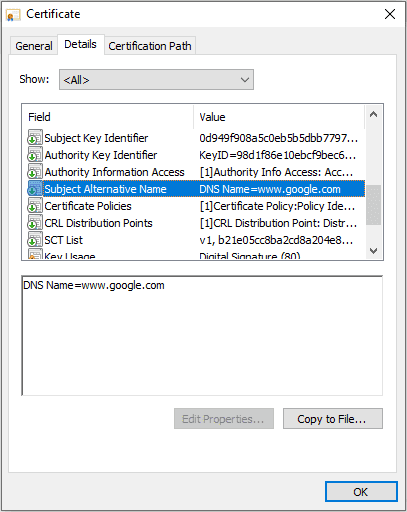 Certificate
General Details Certification Path
Show: <All>
Field Value
Subject Key Identifier 0d949f908a5c0eb5b5dbb7797...
Authority Key Identifier KeyID=98d1f86e10ebcf9bec6...
Authority Information Access [1]Authority Info Access: Acc...
Subject Alternative Name DNS Name=www.google.com
Certificate Policies [1]Certificate Policy:Policy Ide...
CRL Distribution Points [1]CRL Distribution Point: Distr...
SCT List v1, b21e05cc8ba2cd8a204e8...
Key Usage Digital Signature (80)
DNS Name=www.google.com
Edit Properties... Copy to File...
OK